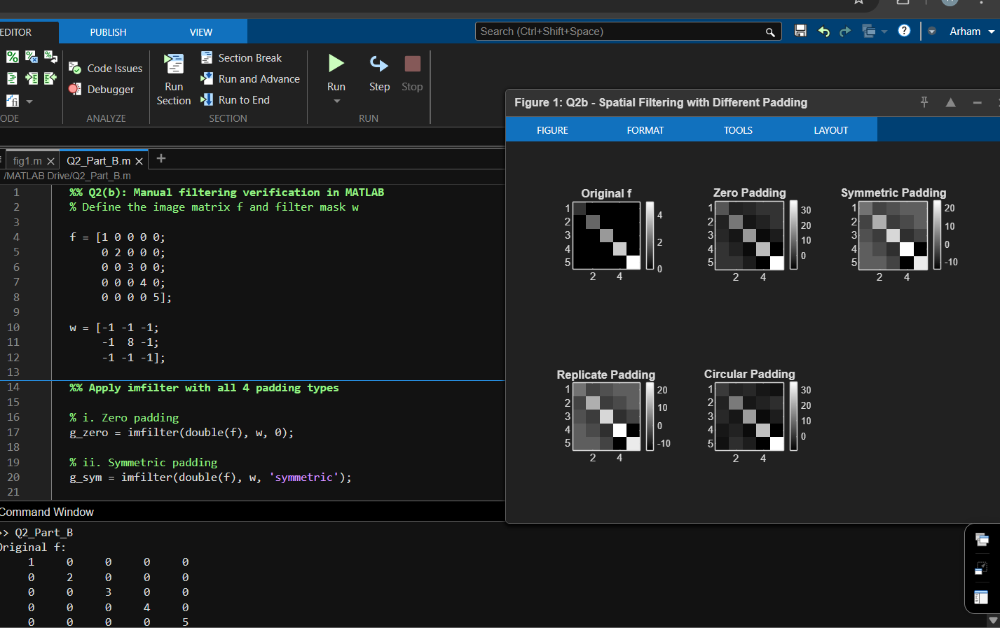 EDITOR PUBLISH VIEW
Search (Ctrl+Shift+Space)
Arham
Code Issues
Debugger
Run
Section
Section Break
Run and Advance
Run to End
Run
Step
Stop
ODE
ANALYZE
SECTION
RUN
fig1.m
Q2_Part_B.m
/MATLAB Drive/Q2_Part_B.m
1 %% Q2(b): Manual filtering verification in MATLAB
2 % Define the image matrix f and filter mask w
3
4 f = [1 0 0 0 0;
5 0 2 0 0 0;
6 0 0 3 0 0;
7 0 0 0 4 0;
8 0 0 0 0 5];
9
10 w = [-1 -1 -1;
11 -1 8 -1;
12 -1 -1 -1];
13
14 %% Apply imfilter with all 4 padding types
15
16 % i. Zero padding
17 g_zero = imfilter(double(f), w, 0);
18
19 % ii. Symmetric padding
20 g_sym = imfilter(double(f), w, 'symmetric');
21
Command Window
>> Q2_Part_B
Original f:
1 0 0 0 0
0 2 0 0 0
0 0 3 0 0
0 0 0 4 0
0 0 0 0 5
Figure 1: Q2b - Spatial Filtering with Different Padding
FIGURE FORMAT TOOLS LAYOUT
Original f
1
2
3
4
5
2 4
4
2
0
Zero Padding
1
2
3
4
5
2 4
30
20
10
0
Symmetric Padding
1
2
3
4
5
2 4
20
10
0
-10
Replicate Padding
1
2
3
4
5
2 4
20
10
0
-10
Circular Padding
1
2
3
4
5
2 4
30
20
10
0